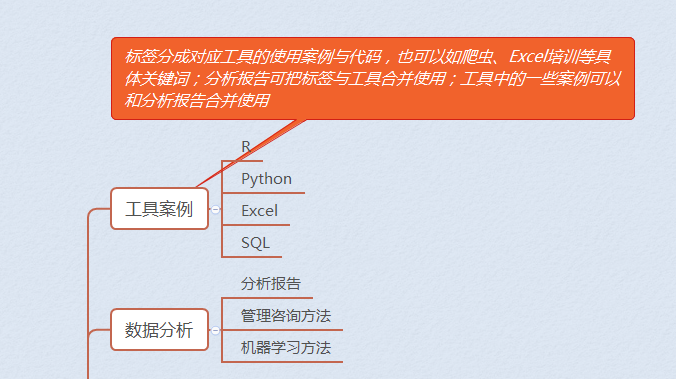 标签分成对应工具的使用案例与代码，也可以如爬虫、Excel培训等具
体关键词；分析报告可把标签与工具合并使用；工具中的一些案例可以
和分析报告合并使用
R
Python
工具案例
Excel
SQL
分析报告
数据分析
管理咨询方法
机器学习方法